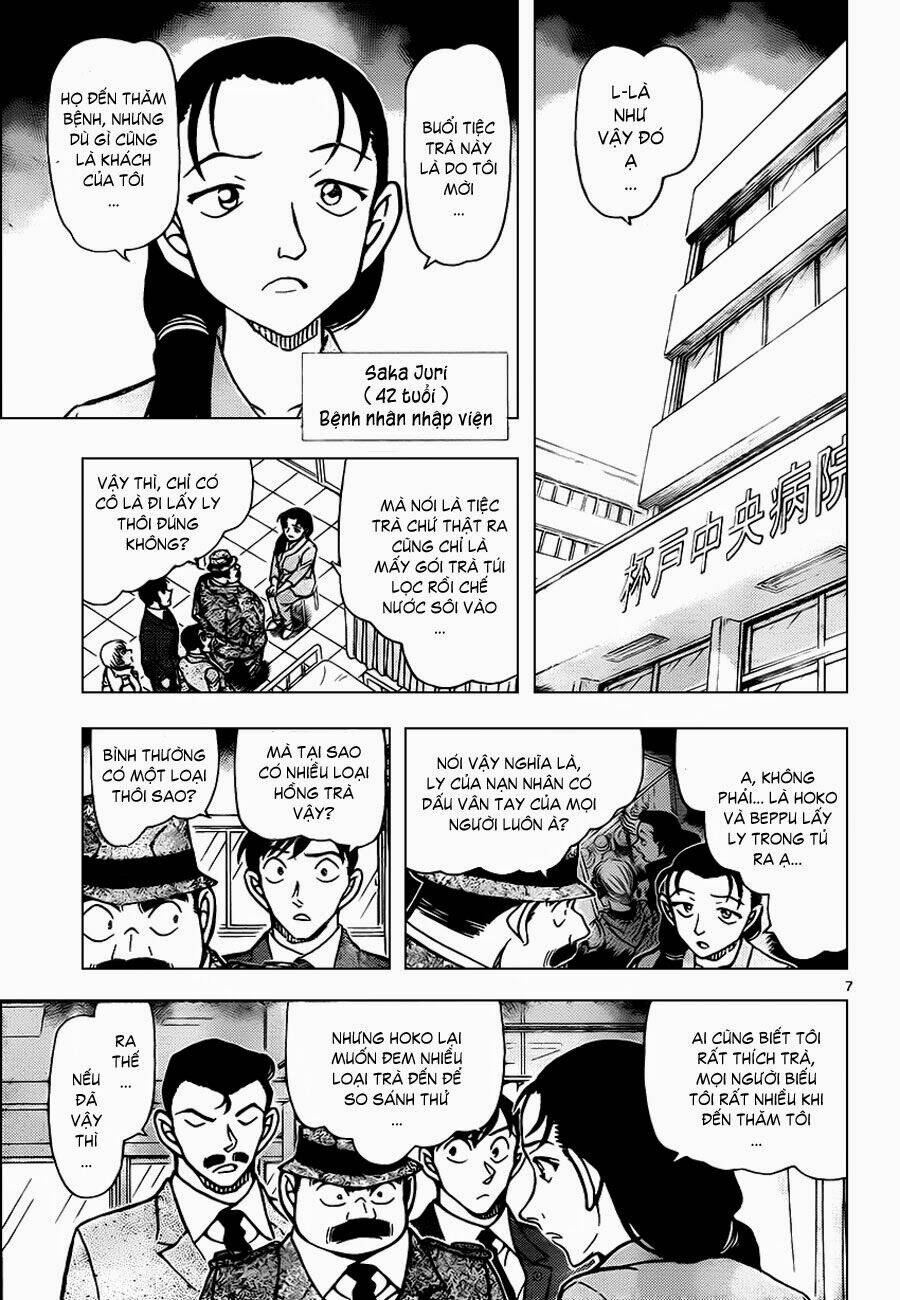 L-LÀ
NHƯ
VẬY ĐÓ
Ạ
...
杯戸中央病院
BUỔI TIỆC
TRÀ NÀY
LÀ DO TÔI
MỜI
...
HỌ ĐẾN THĂM
BỆNH, NHƯNG
DÙ GÌ CŨNG
LÀ KHÁCH
CỦA TÔI
...
Saka Juri
( 42 tuổi )
Bệnh nhân nhập viện
MÀ NÓI LÀ TIỆC
TRÀ CHỨ THẬT RA
CŨNG CHỈ LÀ
MẤY GÓI TRÀ TÚI
LỌC RỒI CHẾ
NƯỚC SÔI VÀO
...
VẬY THÌ, CHỈ CÓ
CÔ LÀ ĐI LẤY LY
THÔI ĐÚNG
KHÔNG?
A, KHÔNG
PHẢI... LÀ HOKO
VÀ BEPPU LẤY
LY TRONG TỦ
RA Ạ...
NÓI VẬY NGHĨA LÀ,
LY CỦA NẠN NHÂN CÓ
DẤU VÂN TAY CỦA MỌI
NGƯỜI LUÔN À?
MÀ TẠI SAO
CÓ NHIỀU LOẠI
HỒNG TRÀ
VẬY?
BÌNH THƯỜNG
CÓ MỘT LOẠI
THÔI SAO?
7
AI CŨNG BIẾT TÔI
RẤT THÍCH TRÀ,
MỌI NGƯỜI BIẾU
TÔI RẤT NHIỀU KHI
ĐẾN THĂM TÔI
...
NHƯNG HOKO LẠI
MUỐN ĐEM NHIỀU
LOẠI TRÀ ĐẾN ĐỂ
SO SÁNH THỬ
...
RA
THẾ
...
NẾU
ĐÃ
VẬY
THÌ
...